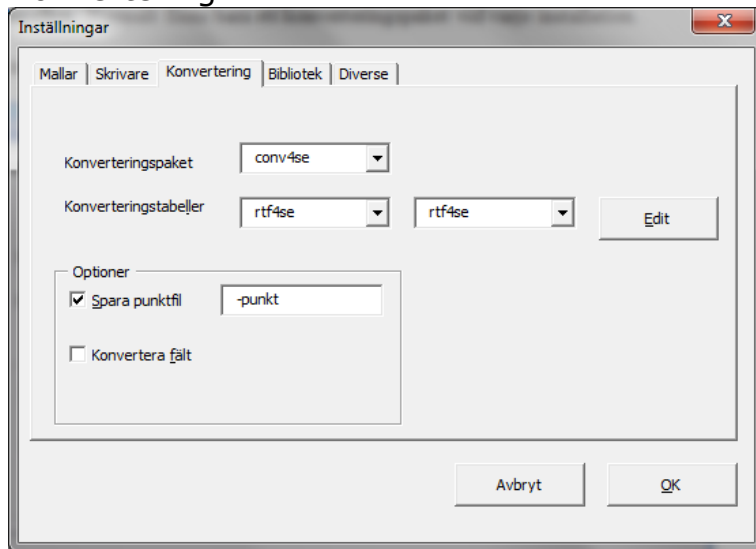 Inställningar
Mallar Skrivare Konvertering Bibliotek Diverse
Konverteringspaket conv4se
Konverteringstabeller rtf4se rtf4se Edit
Optioner
Spara punktfil -punkt
Konvertera fält
Avbryt OK